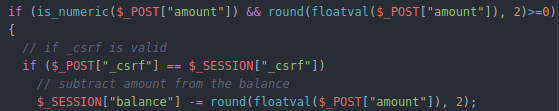 if (is_numeric($_POST["amount"]) && round(floatval($_POST["amount"]), 2)>=0)
{
// if _csrf is valid
if ($_POST["_csrf"] == $_SESSION["_csrf"])
// subtract amount from the balance
$_SESSION["balance"] -= round(floatval($_POST["amount"]), 2);